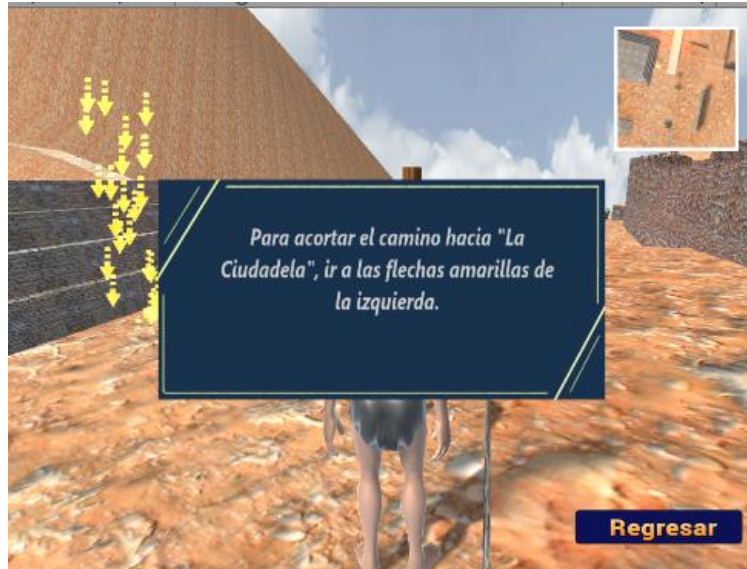 Para acortar el camino hacia "La
Ciudadela", ir a las flechas amarillas de
la izquierda.
Regresar